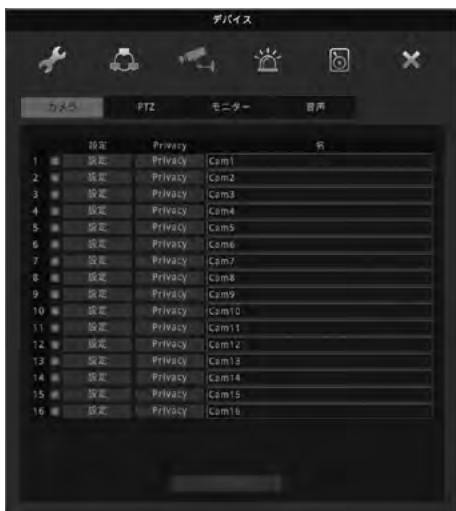 デバイス
カメラ PTZ モニター 音声
設定 Privacy 名
1 設定 Privacy Cam1
2 設定 Privacy Cam2
3 設定 Privacy Cam3
4 設定 Privacy Cam4
5 設定 Privacy Cam5
6 設定 Privacy Cam6
7 設定 Privacy Cam7
8 設定 Privacy Cam8
9 設定 Privacy Cam9
10 設定 Privacy Cam10
11 設定 Privacy Cam11
12 設定 Privacy Cam12
13 設定 Privacy Cam13
14 設定 Privacy Cam14
15 設定 Privacy Cam15
16 設定 Privacy Cam16